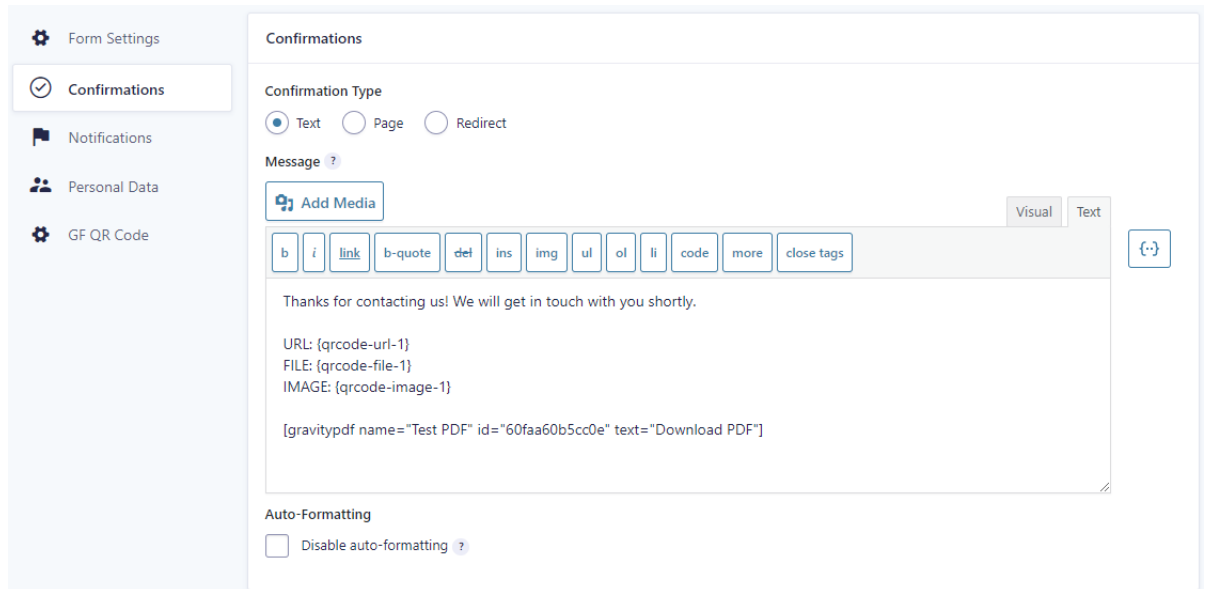 Form Settings
Confirmations
Notifications
Personal Data
GF QR Code
Confirmations
Confirmation Type
Text Page Redirect
Message ?
Add Media
Visual Text
b i link b-quote del ins img ul ol li code more close tags
{··}
Thanks for contacting us! We will get in touch with you shortly.
URL: {qrcode-url-1}
FILE: {qrcode-file-1}
IMAGE: {qrcode-image-1}
[gravitypdf name="Test PDF" id="60faa60b5cc0e" text="Download PDF"]
Auto-Formatting
Disable auto-formatting ?